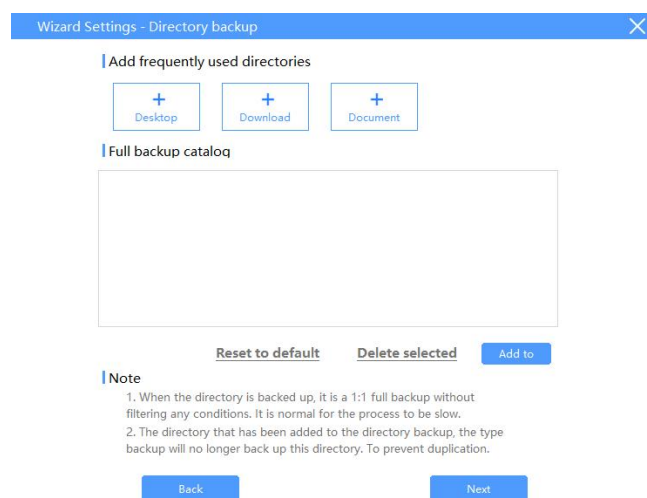 Wizard Settings - Directory backup
Add frequently used directories
+ + +
Desktop Download Document
Full backup catalog
Reset to default Delete selected Add to
Note
1. When the directory is backed up, it is a 1:1 full backup without
filtering any conditions. It is normal for the process to be slow.
2. The directory that has been added to the directory backup, the type
backup will no longer back up this directory. To prevent duplication.
Back Next